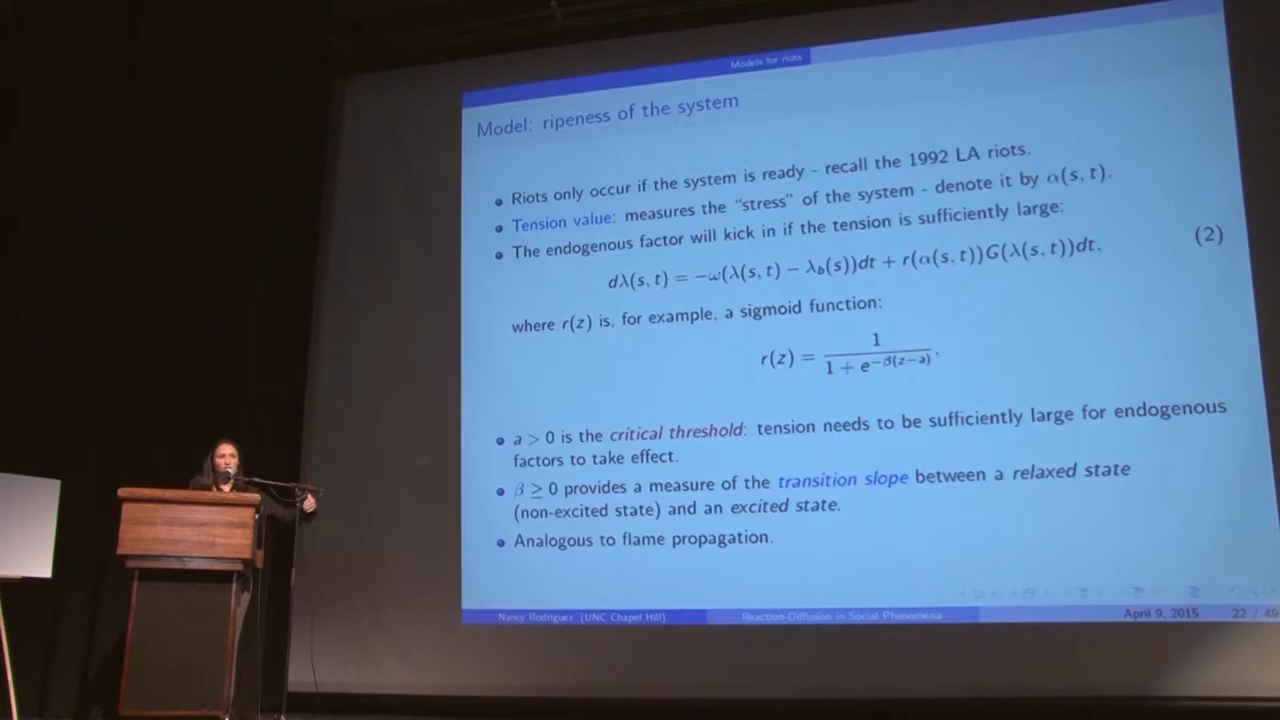 Models for riots
Model: ripeness of the system
Riots only occur if the system is ready - recall the 1992 LA riots.
Tension value: measures the "stress" of the system - denote it by α(s, t).
The endogenous factor will kick in if the tension is sufficiently large:
dλ(s, t) = −ω(λ(s, t) − λ_b(s))dt + r(α(s, t))G(λ(s, t))dt, (2)
where r(z) is, for example, a sigmoid function:
r(z) = 1 / (1 + e^{−β(z−a)}).
a > 0 is the critical threshold: tension needs to be sufficiently large for endogenous
factors to take effect.
β ≥ 0 provides a measure of the transition slope between a relaxed state
(non-excited state) and an excited state.
Analogous to flame propagation.
Nancy Rodriguez (UNC Chapel Hill) Reaction-Diffusion in Social Phenomena April 9, 2015 22 / 49